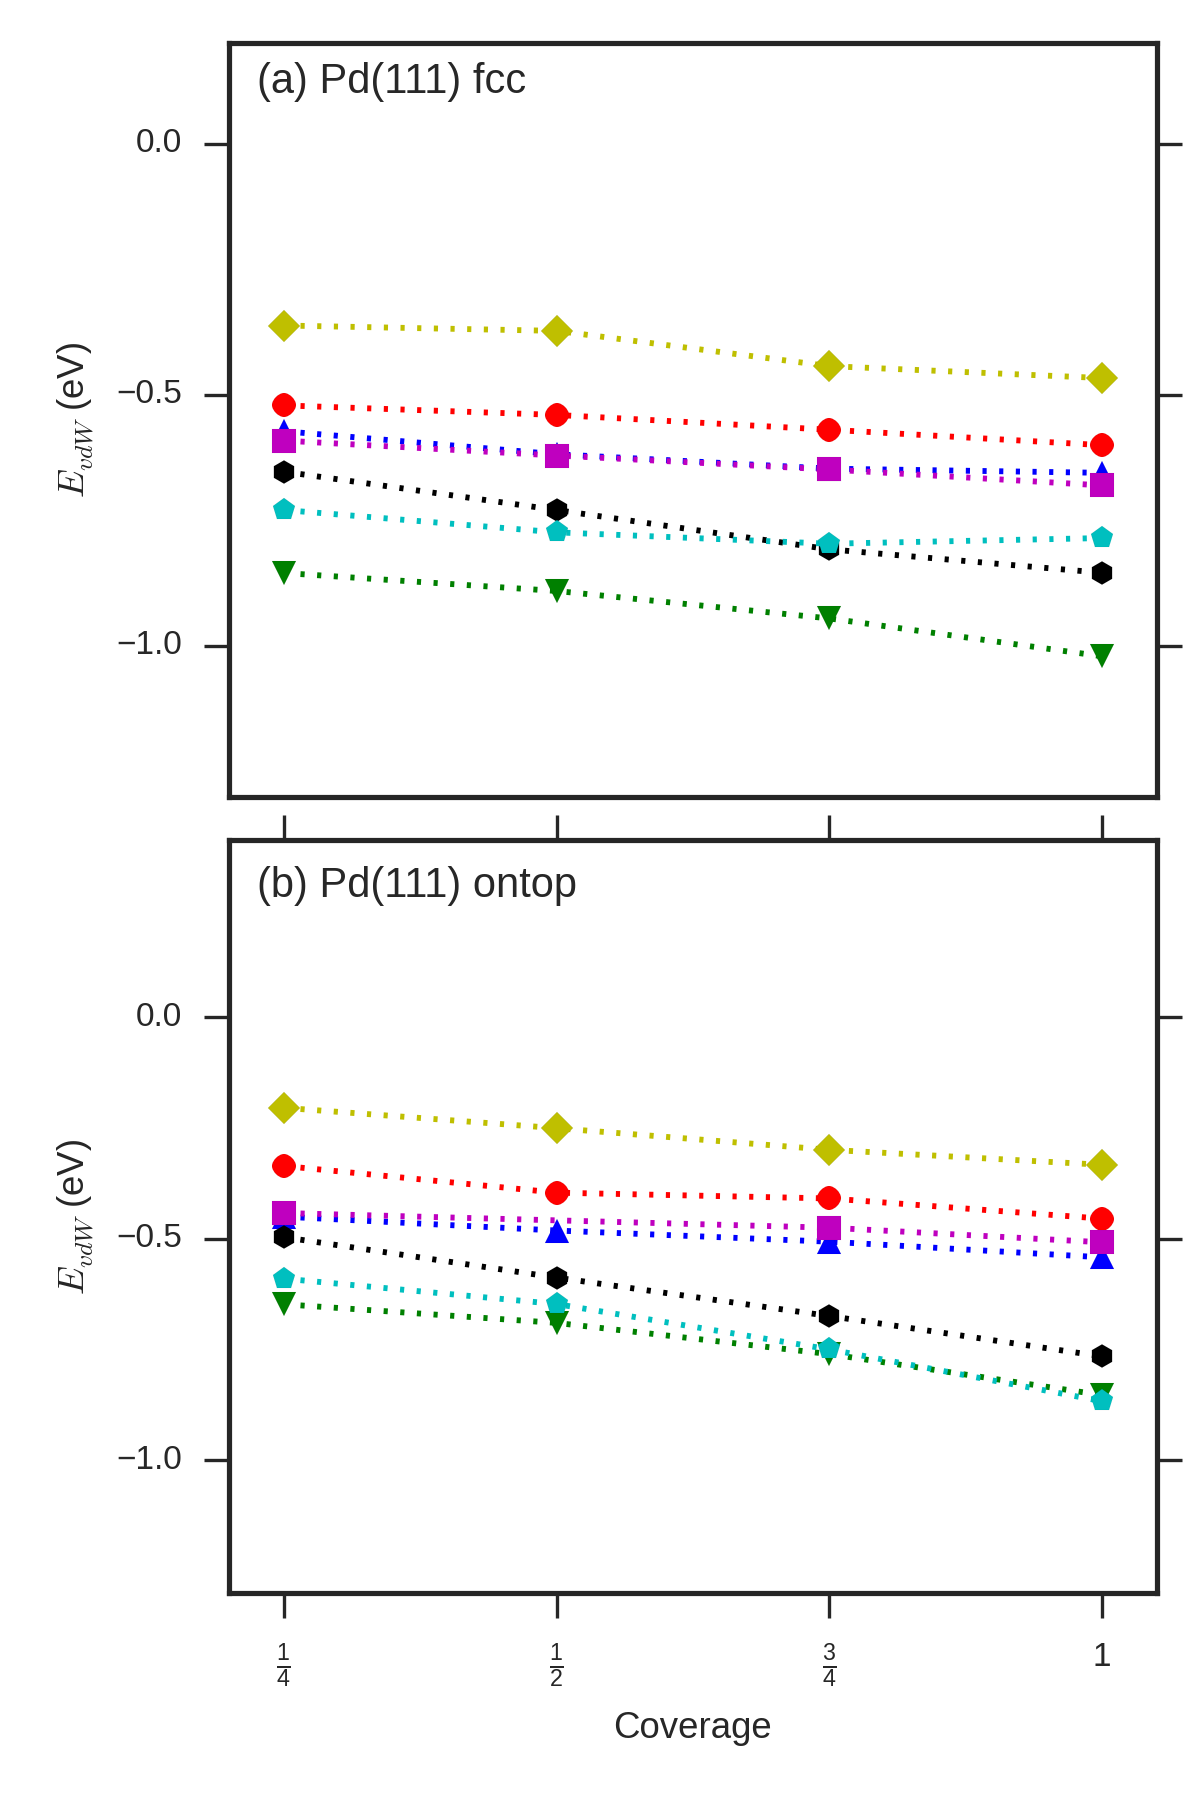 (a) Pd(111) fcc
0.0
−0.5
−1.0
E_vdW (eV)
(b) Pd(111) ontop
0.0
−0.5
−1.0
E_vdW (eV)
1/4 1/2 3/4 1
Coverage